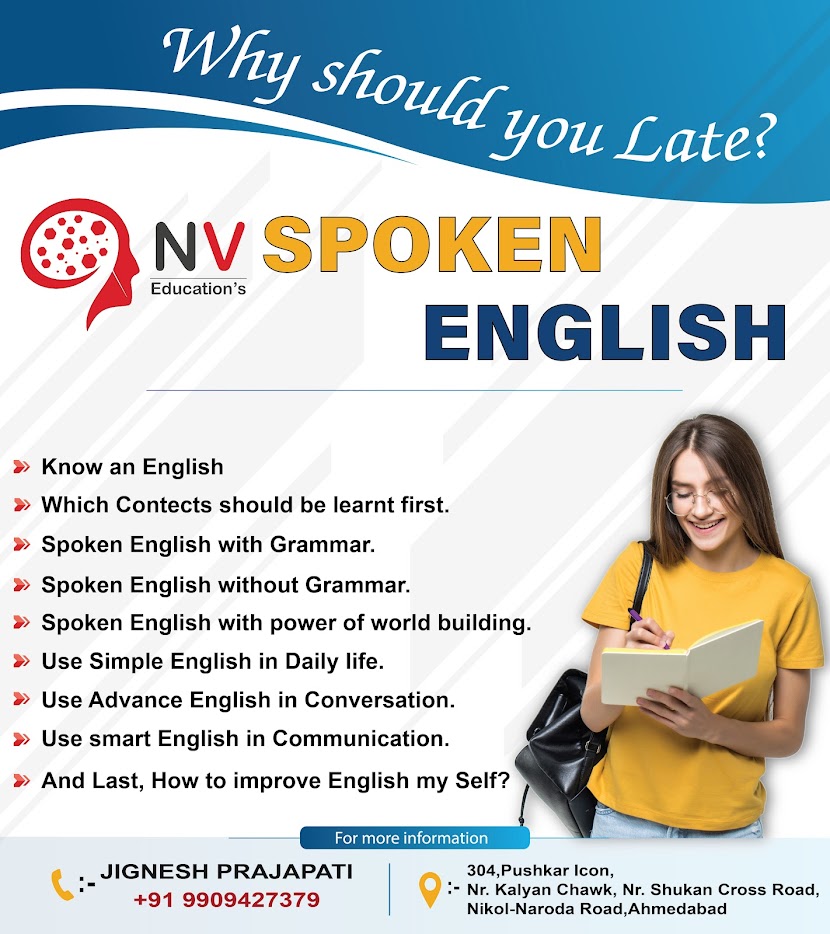 Why should you Late?
NV
Education's
SPOKEN
ENGLISH
Know an English
Which Contects should be learnt first.
Spoken English with Grammar.
Spoken English without Grammar.
Spoken English with power of world building.
Use Simple English in Daily life.
Use Advance English in Conversation.
Use smart English in Communication.
And Last, How to improve English my Self?
For more information
:- JIGNESH PRAJAPATI
+91 9909427379
304,Pushkar Icon,
:- Nr. Kalyan Chawk, Nr. Shukan Cross Road,
Nikol-Naroda Road,Ahmedabad